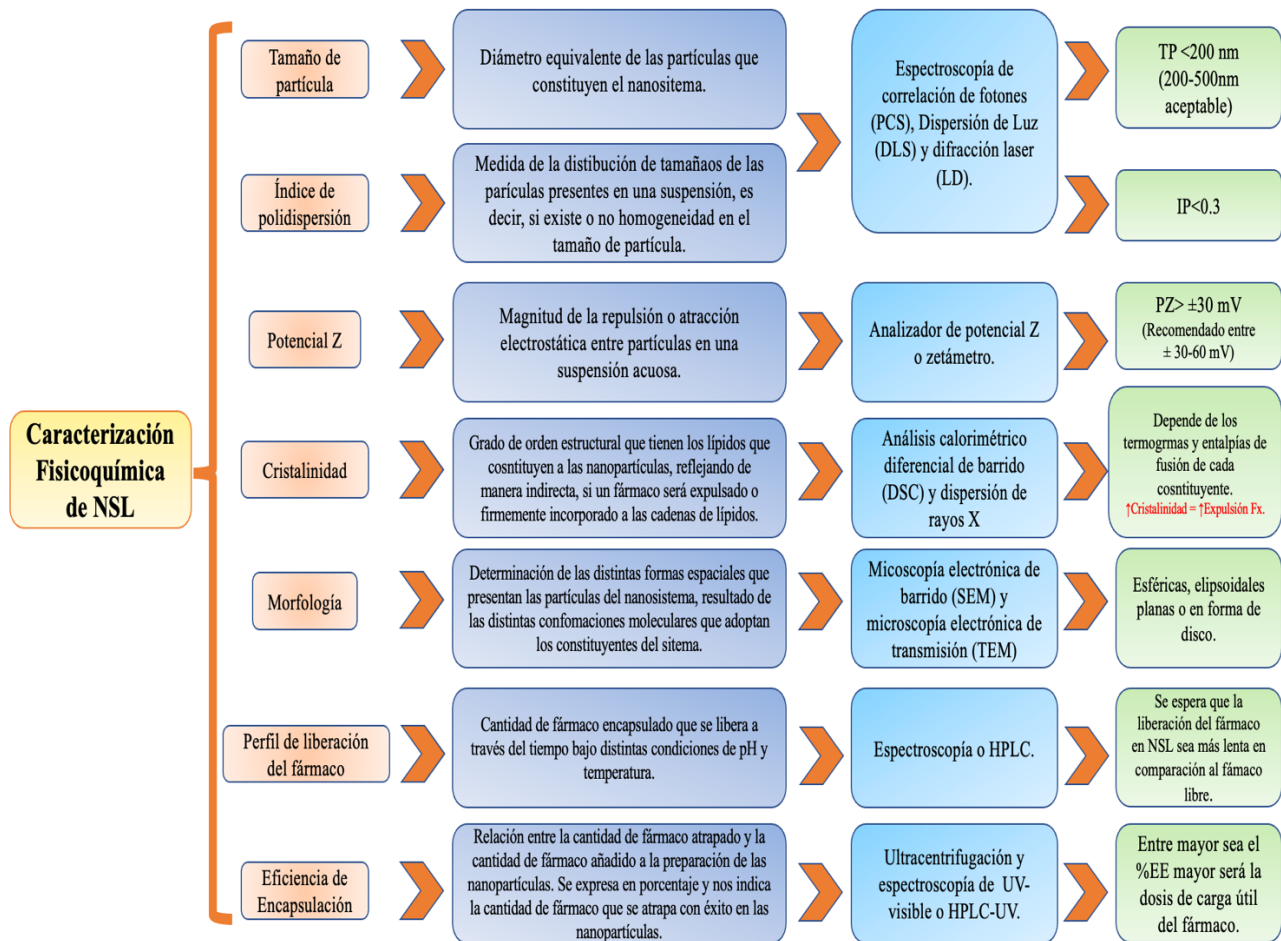 Caracterización
Fisicoquímica
de NSL
Tamaño de
partícula
Diámetro equivalente de las partículas que
constituyen el nanositema.
Espectroscopía de
correlación de fotones
(PCS), Dispersión de Luz
(DLS) y difracción laser
(LD).
TP <200 nm
(200-500nm
aceptable)
Índice de
polidispersión
Medida de la distibución de tamañaos de las
parículas presentes en una suspensión, es
decir, si existe o no homogeneidad en el
tamaño de partícula.
IP<0.3
Potencial Z
Magnitud de la repulsión o atracción
electrostática entre partículas en una
suspensión acuosa.
Analizador de potencial Z
o zetámetro.
PZ> ±30 mV
(Recomendado entre
± 30-60 mV)
Cristalinidad
Grado de orden estructural que tienen los lípidos que
cosntituyen a las nanopartículas, reflejando de
manera indirecta, si un fármaco será expulsado o
firmemente incorporado a las cadenas de lípidos.
Análisis calorimétrico
diferencial de barrido
(DSC) y dispersión de
rayos X
Depende de los
termogrmas y entalpías de
fusión de cada
cosntituyente.
↑Cristalinidad = ↑Expulsión Fx.
Morfología
Determinación de las distintas formas espaciales que
presentan las partículas del nanosistema, resultado de
las distintas confomaciones moleculares que adoptan
los constituyentes del sitema.
Micoscopía electrónica de
barrido (SEM) y
microscopía electrónica de
transmisión (TEM)
Esféricas, elipsoidales
planas o en forma de
disco.
Perfil de liberación
del fármaco
Cantidad de fármaco encapsulado que se libera a
través del tiempo bajo distintas condiciones de pH y
temperatura.
Espectroscopía o HPLC.
Se espera que la
liberación del fármaco
en NSL sea más lenta en
comparación al fámaco
libre.
Eficiencia de
Encapsulación
Relación entre la cantidad de fármaco atrapado y la
cantidad de fármaco añadido a la preparación de las
nanopartículas. Se expresa en porcentaje y nos indica
la cantidad de fármaco que se atrapa con éxito en las
nanopartículas.
Ultracentrifugación y
espectroscopía de UV-
visible o HPLC-UV.
Entre mayor sea el
%EE mayor será la
dosis de carga útil
del fármaco.